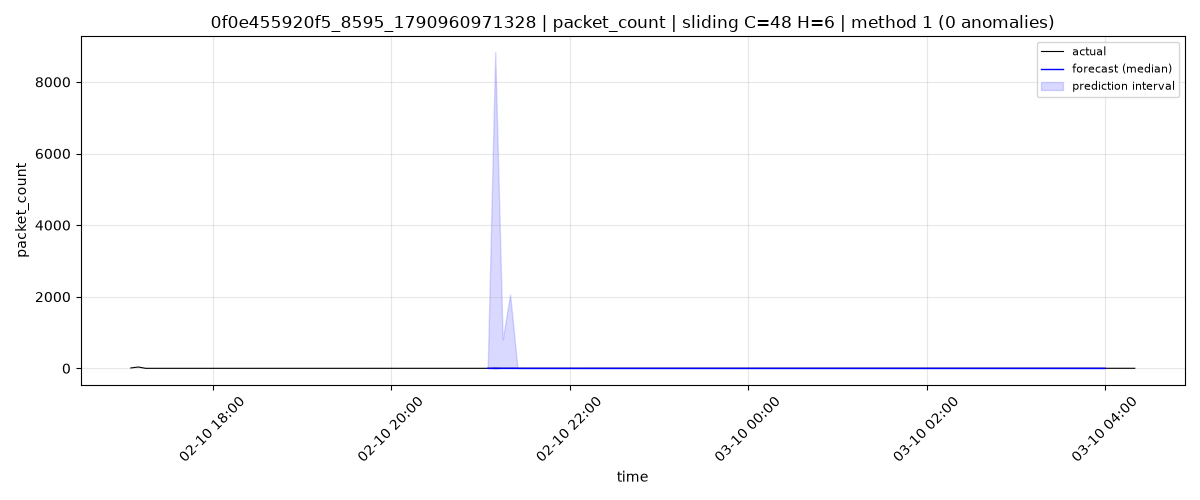 0f0e455920f5_8595_1790960971328 | packet_count | sliding C=48 H=6 | method 1 (0 anomalies)
actual
forecast (median)
prediction interval
packet_count
8000
6000
4000
2000
0
02-10 18:00
02-10 20:00
02-10 22:00
03-10 00:00
03-10 02:00
03-10 04:00
time